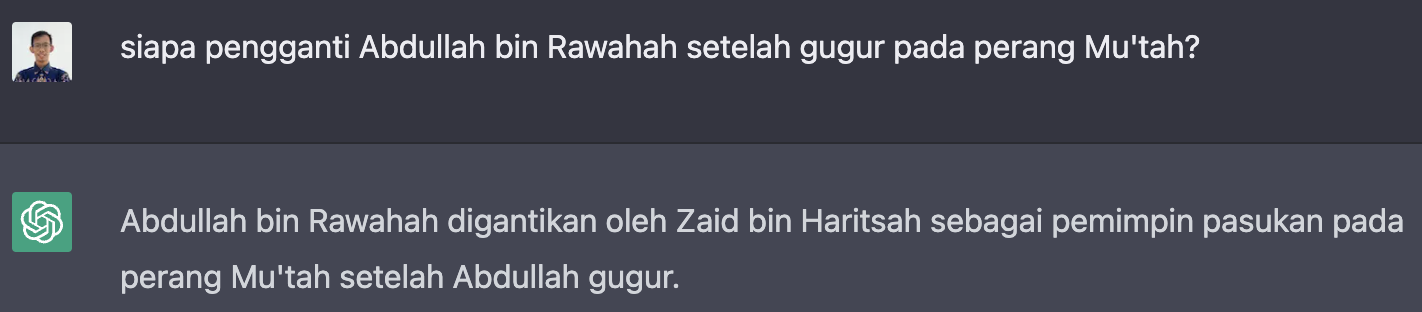 siapa pengganti Abdullah bin Rawahah setelah gugur pada perang Mu'tah?
Abdullah bin Rawahah digantikan oleh Zaid bin Haritsah sebagai pemimpin pasukan pada
perang Mu'tah setelah Abdullah gugur.